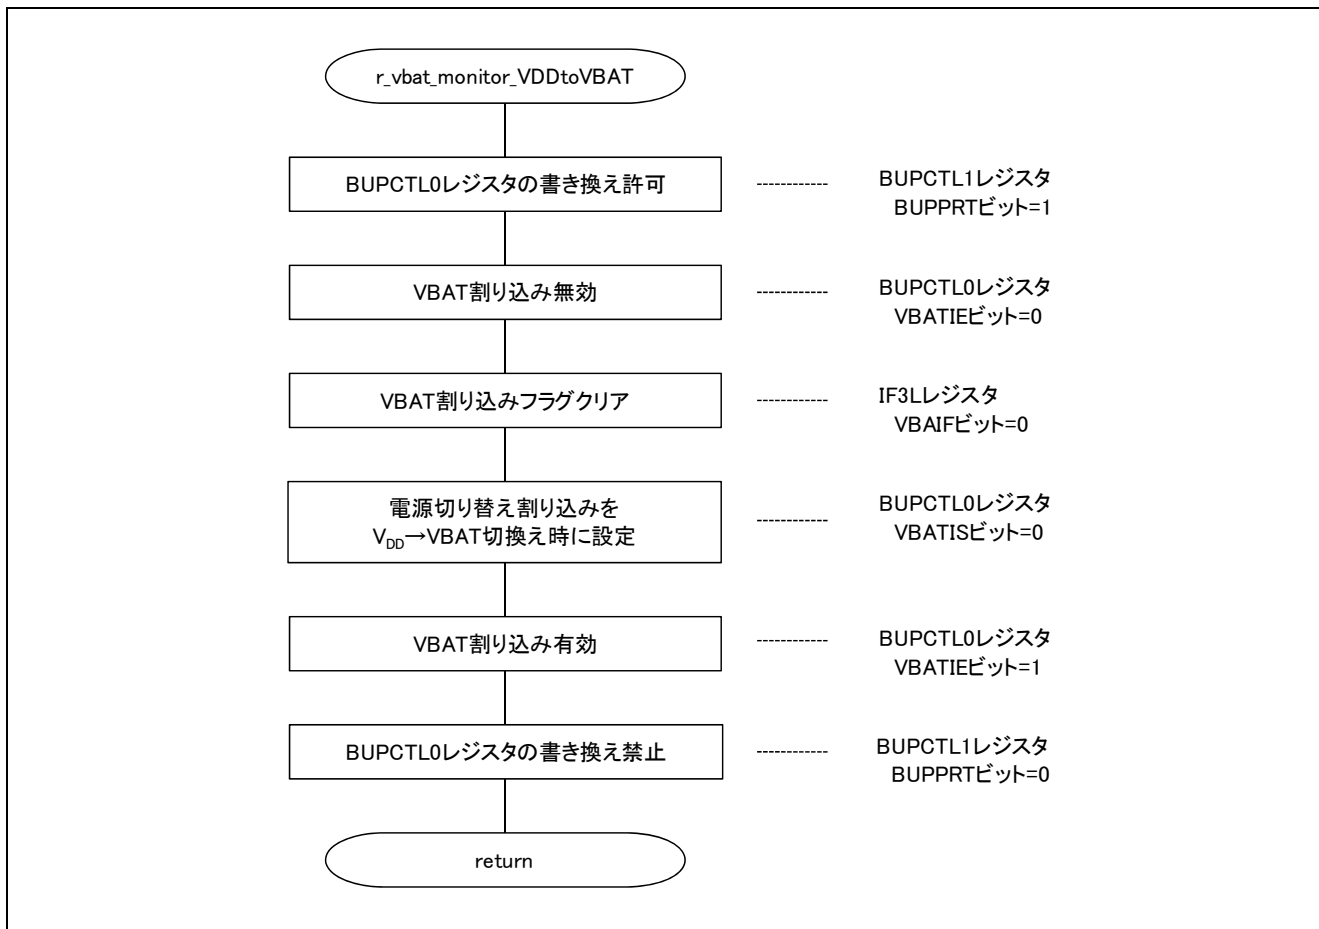 r_vbat_monitor_VDDtoVBAT
BUPCTL0レジスタの書き換え許可
BUPCTL1レジスタ
BUPPRTビット=1
VBAT割り込み無効
BUPCTL0レジスタ
VBATIEビット=0
VBAT割り込みフラグクリア
IF3Lレジスタ
VBAIFビット=0
電源切り替え割り込みを
VDD→VBAT切換え時に設定
BUPCTL0レジスタ
VBATISビット=0
VBAT割り込み有効
BUPCTL0レジスタ
VBATIEビット=1
BUPCTL0レジスタの書き換え禁止
BUPCTL1レジスタ
BUPPRTビット=0
return